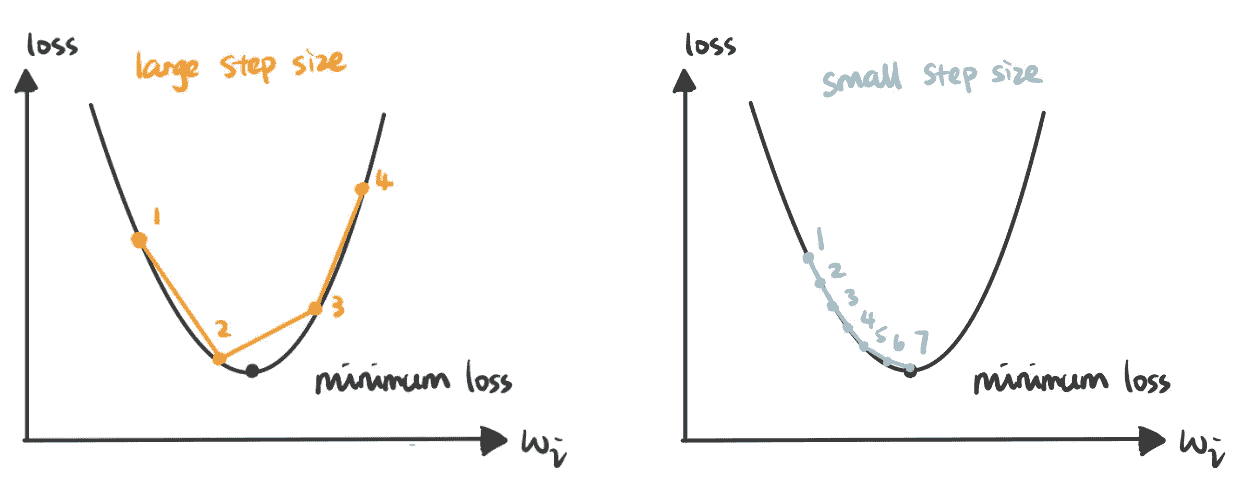 loss
large step size
1
2
3
4
minimum loss
wᵢ
loss
small step size
1
2
3
4
5
6
7
minimum loss
wᵢ